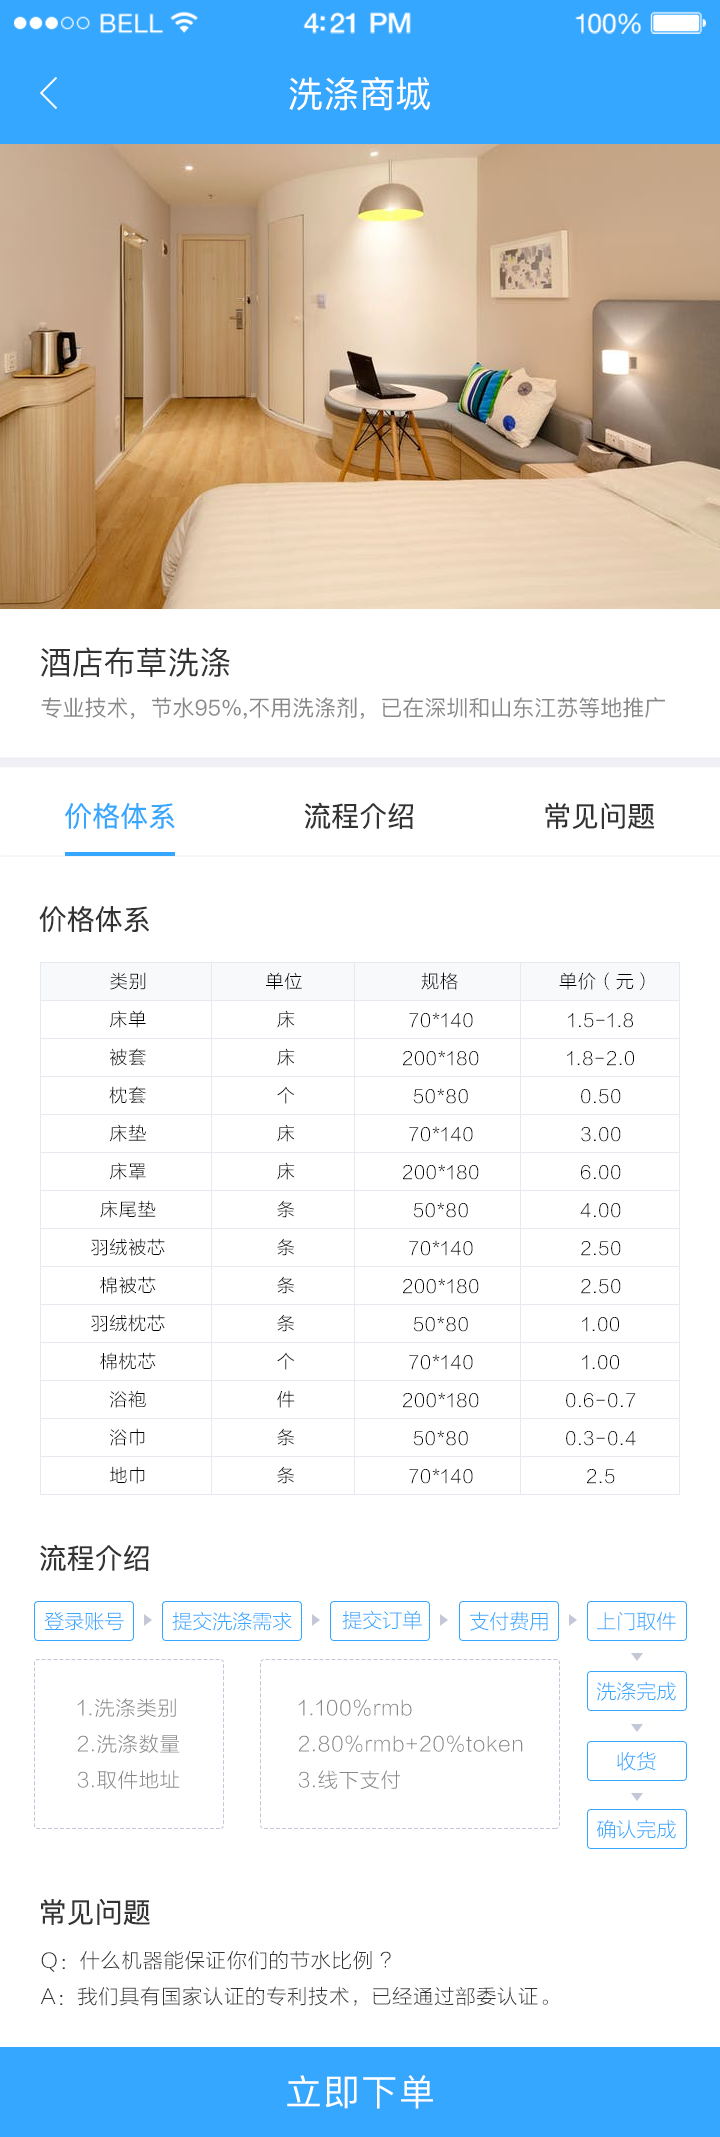 BELL 4:21 PM 100%
洗涤商城
酒店布草洗涤
专业技术，节水95%,不用洗涤剂，已在深圳和山东江苏等地推广
价格体系 流程介绍 常见问题
价格体系
类别 单位 规格 单价（元）
床单 床 70*140 1.5-1.8
被套 床 200*180 1.8-2.0
枕套 个 50*80 0.50
床垫 床 70*140 3.00
床罩 床 200*180 6.00
床尾垫 条 50*80 4.00
羽绒被芯 条 70*140 2.50
棉被芯 条 200*180 2.50
羽绒枕芯 条 50*80 1.00
棉枕芯 个 70*140 1.00
浴袍 件 200*180 0.6-0.7
浴巾 条 50*80 0.3-0.4
地巾 条 70*140 2.5
流程介绍
登录账号 提交洗涤需求 提交订单 支付费用 上门取件
1.洗涤类别
2.洗涤数量
3.取件地址
1.100%rmb
2.80%rmb+20%token
3.线下支付
洗涤完成
收货
确认完成
常见问题
Q：什么机器能保证你们的节水比例？
A：我们具有国家认证的专利技术，已经通过部委认证。
立即下单